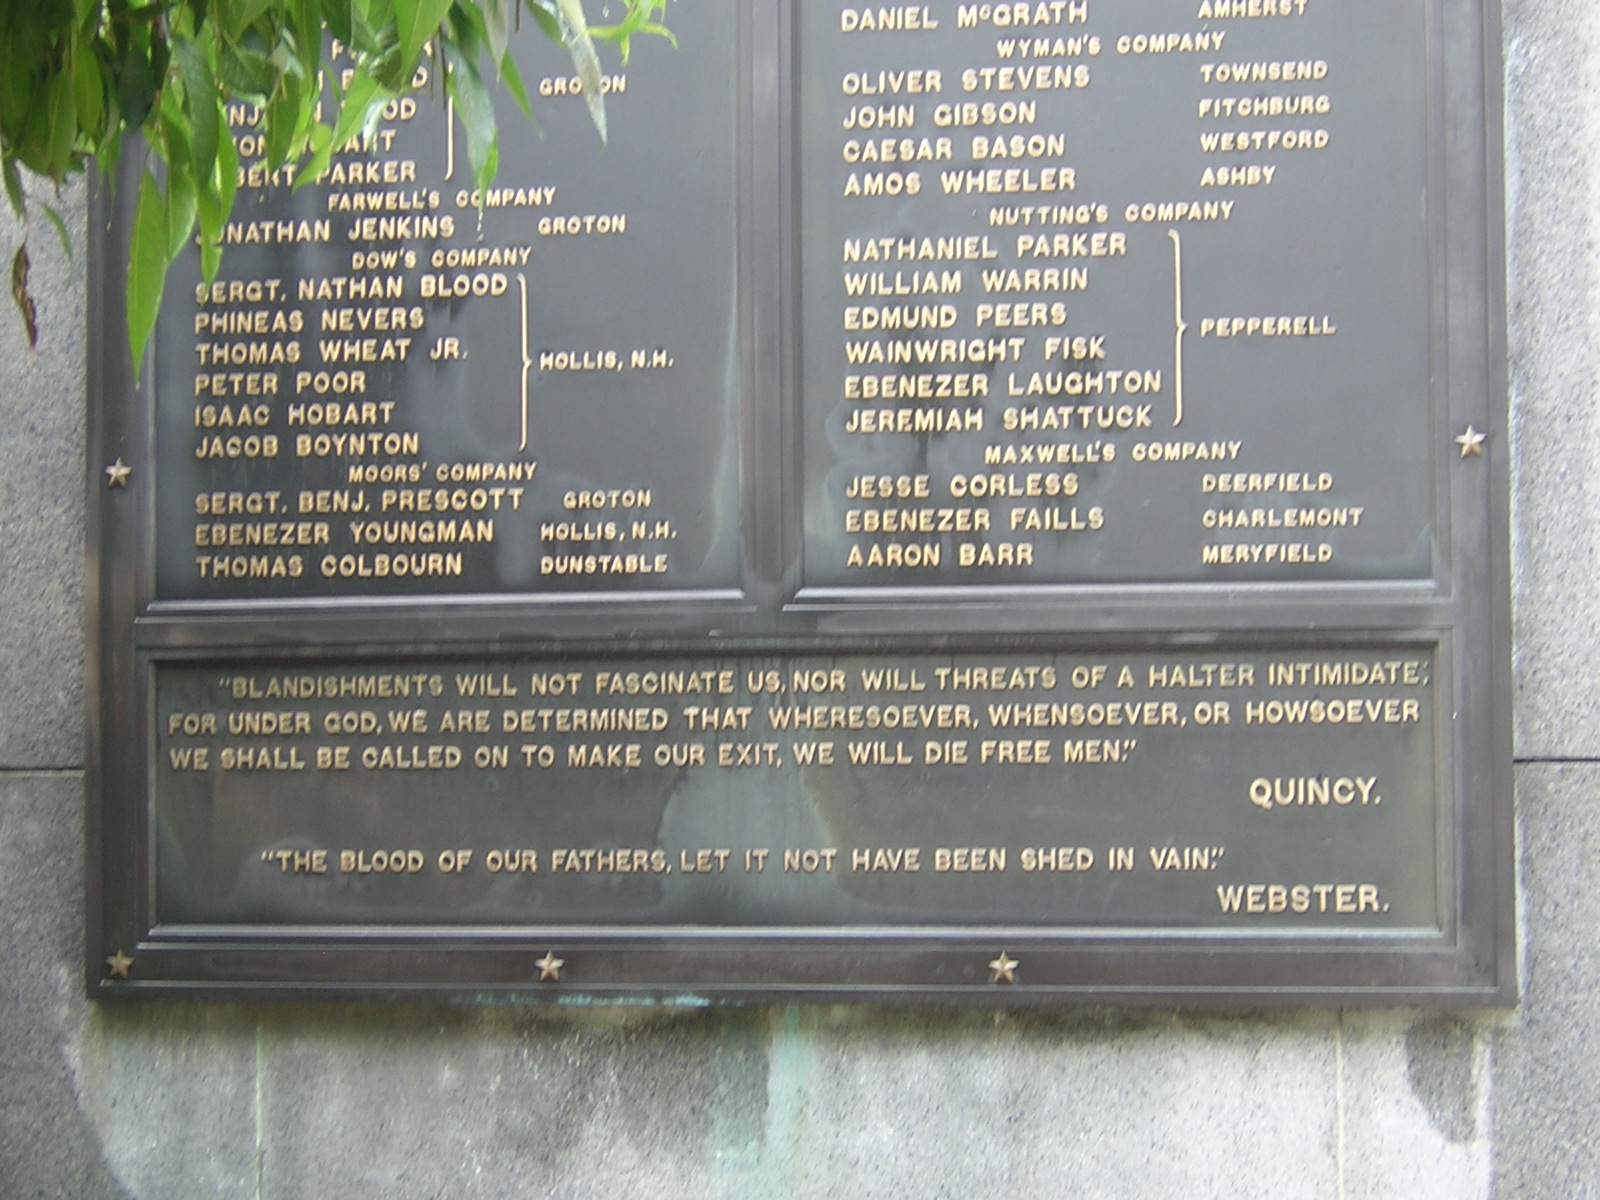 GROTON
PARKER
FARWELL'S COMPANY
JONATHAN JENKINS GROTON
DOW'S COMPANY
SERGT. NATHAN BLOOD
PHINEAS NEVERS
THOMAS WHEAT JR.
HOLLIS, N.H.
PETER POOR
ISAAC HOBART
JACOB BOYNTON
MOORS' COMPANY
SERGT. BENJ. PRESCOTT GROTON
EBENEZER YOUNGMAN HOLLIS, N.H.
THOMAS COLBOURN DUNSTABLE
DANIEL McGRATH AMHERST
WYMAN'S COMPANY
OLIVER STEVENS TOWNSEND
JOHN GIBSON FITCHBURG
CAESAR BASON WESTFORD
AMOS WHEELER ASHBY
NUTTING'S COMPANY
NATHANIEL PARKER
WILLIAM WARRIN
EDMUND PEERS
PEPPERELL
WAINWRIGHT FISK
EBENEZER LAUGHTON
JEREMIAH SHATTUCK
MAXWELL'S COMPANY
JESSE CORLESS DEERFIELD
EBENEZER FAILLS CHARLEMONT
AARON BARR MERYFIELD
"BLANDISHMENTS WILL NOT FASCINATE US, NOR WILL THREATS OF A HALTER INTIMIDATE;
FOR UNDER GOD, WE ARE DETERMINED THAT WHERESOEVER, WHENSOEVER, OR HOWSOEVER
WE SHALL BE CALLED ON TO MAKE OUR EXIT, WE WILL DIE FREE MEN."
QUINCY.
"THE BLOOD OF OUR FATHERS, LET IT NOT HAVE BEEN SHED IN VAIN."
WEBSTER.